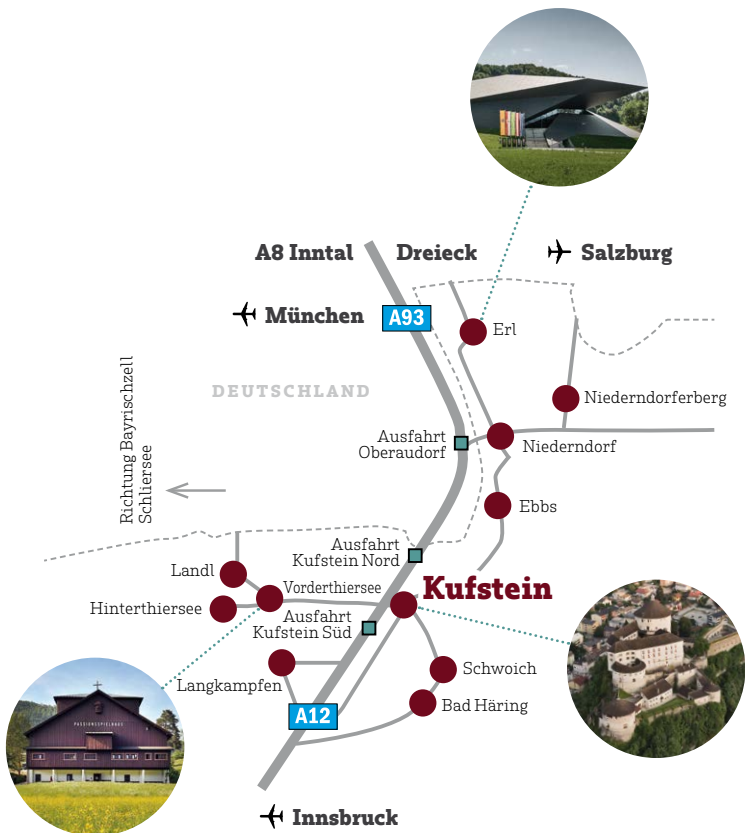 A8 Inntal Dreieck
Salzburg
München
A93
Erl
DEUTSCHLAND
Niederndorferberg
Richtung Bayrischzell
Schliersee
Ausfahrt
Oberaudorf
Niederndorf
Ebbs
Ausfahrt
Kufstein Nord
Landl
Vorderthiersee
Kufstein
Hinterthiersee
Ausfahrt
Kufstein Süd
Langkampfen
Schwoich
Bad Häring
A12
PASSIONSSPIELHAUS
Innsbruck